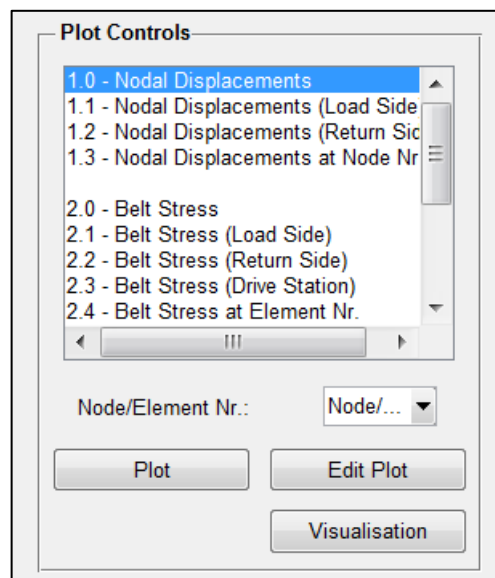 Plot Controls
1.0 - Nodal Displacements
1.1 - Nodal Displacements (Load Side
1.2 - Nodal Displacements (Return Sid
1.3 - Nodal Displacements at Node Nr
2.0 - Belt Stress
2.1 - Belt Stress (Load Side)
2.2 - Belt Stress (Return Side)
2.3 - Belt Stress (Drive Station)
2.4 - Belt Stress at Element Nr.
Node/Element Nr.: Node/...
Plot Edit Plot
Visualisation